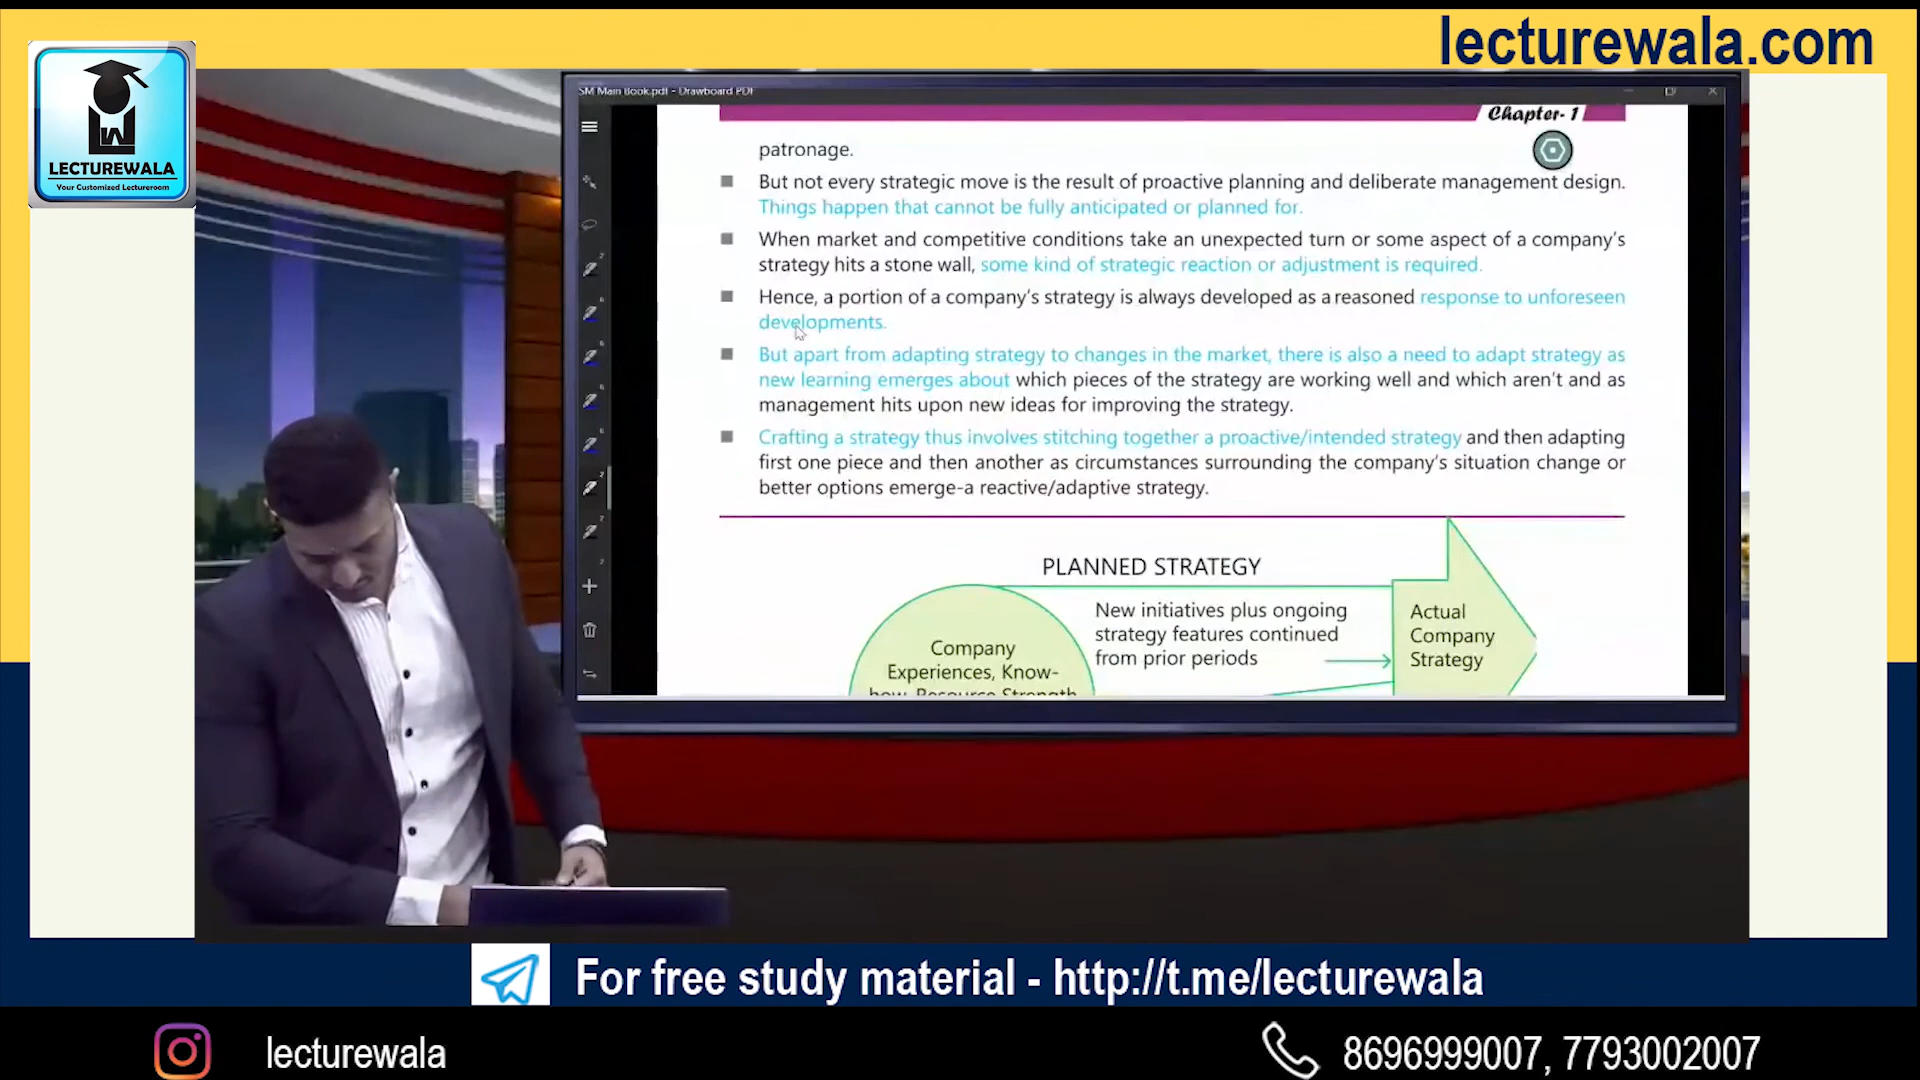 lecturewala.com
LECTUREWALA
Your Customized Lectureroom
SM Main Book.pdf - Drawboard PDF
Chapter- 1
patronage.
But not every strategic move is the result of proactive planning and deliberate management design.
Things happen that cannot be fully anticipated or planned for.
When market and competitive conditions take an unexpected turn or some aspect of a company's
strategy hits a stone wall, some kind of strategic reaction or adjustment is required.
Hence, a portion of a company's strategy is always developed as a reasoned response to unforeseen
developments.
But apart from adapting strategy to changes in the market, there is also a need to adapt strategy as
new learning emerges about which pieces of the strategy are working well and which aren't and as
management hits upon new ideas for improving the strategy.
Crafting a strategy thus involves stitching together a proactive/intended strategy and then adapting
first one piece and then another as circumstances surrounding the company's situation change or
better options emerge-a reactive/adaptive strategy.
PLANNED STRATEGY
New initiatives plus ongoing
strategy features continued
from prior periods
Actual
Company
Strategy
Company
Experiences, Know-
how, Resource Strength
For free study material - http://t.me/lecturewala
lecturewala
8696999007, 7793002007